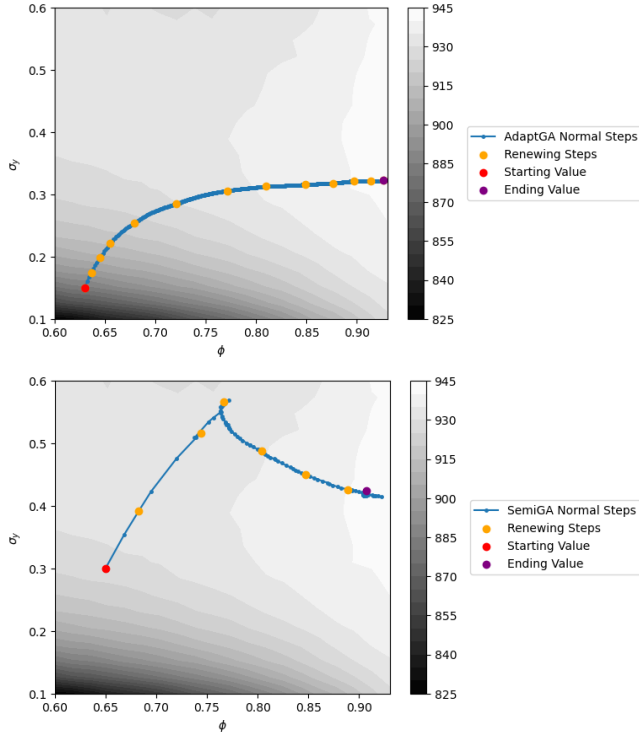 0.6
0.5
0.4
0.3
0.2
0.1
σy
0.60 0.65 0.70 0.75 0.80 0.85 0.90
ϕ
945
930
915
900
885
870
855
840
825
AdaptGA Normal Steps
Renewing Steps
Starting Value
Ending Value
0.6
0.5
0.4
0.3
0.2
0.1
σy
0.60 0.65 0.70 0.75 0.80 0.85 0.90
ϕ
945
930
915
900
885
870
855
840
825
SemiGA Normal Steps
Renewing Steps
Starting Value
Ending Value